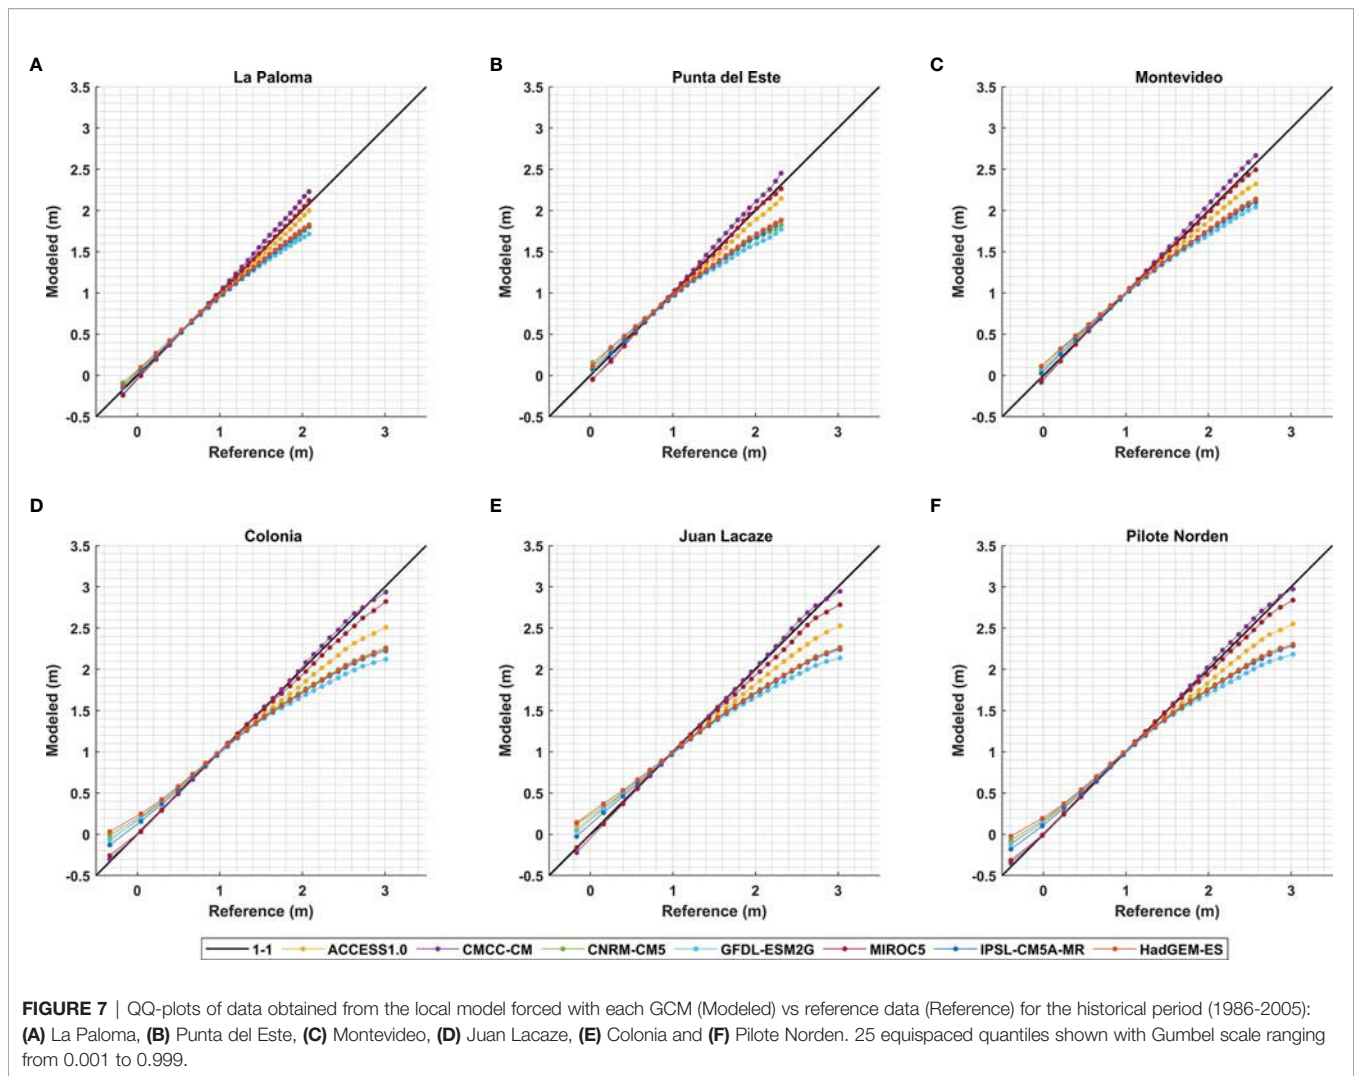 A
La Paloma
3.5
3
2.5
2
1.5
1
0.5
0
-0.5
Modeled (m)
0 1 2 3
Reference (m)
B
Punta del Este
3.5
3
2.5
2
1.5
1
0.5
0
-0.5
Modeled (m)
0 1 2 3
Reference (m)
C
Montevideo
3.5
3
2.5
2
1.5
1
0.5
0
-0.5
Modeled (m)
0 1 2 3
Reference (m)
D
Colonia
3.5
3
2.5
2
1.5
1
0.5
0
-0.5
Modeled (m)
0 1 2 3
Reference (m)
E
Juan Lacaze
3.5
3
2.5
2
1.5
1
0.5
0
-0.5
Modeled (m)
0 1 2 3
Reference (m)
F
Pilote Norden
3.5
3
2.5
2
1.5
1
0.5
0
-0.5
Modeled (m)
0 1 2 3
Reference (m)
1-1 ACCESS1.0 CMCC-CM CNRM-CM5 GFDL-ESM2G MIROC5 IPSL-CM5A-MR HadGEM-ES
FIGURE 7 | QQ-plots of data obtained from the local model forced with each GCM (Modeled) vs reference data (Reference) for the historical period (1986-2005):
(A) La Paloma, (B) Punta del Este, (C) Montevideo, (D) Juan Lacaze, (E) Colonia and (F) Pilote Norden. 25 equispaced quantiles shown with Gumbel scale ranging
from 0.001 to 0.999.